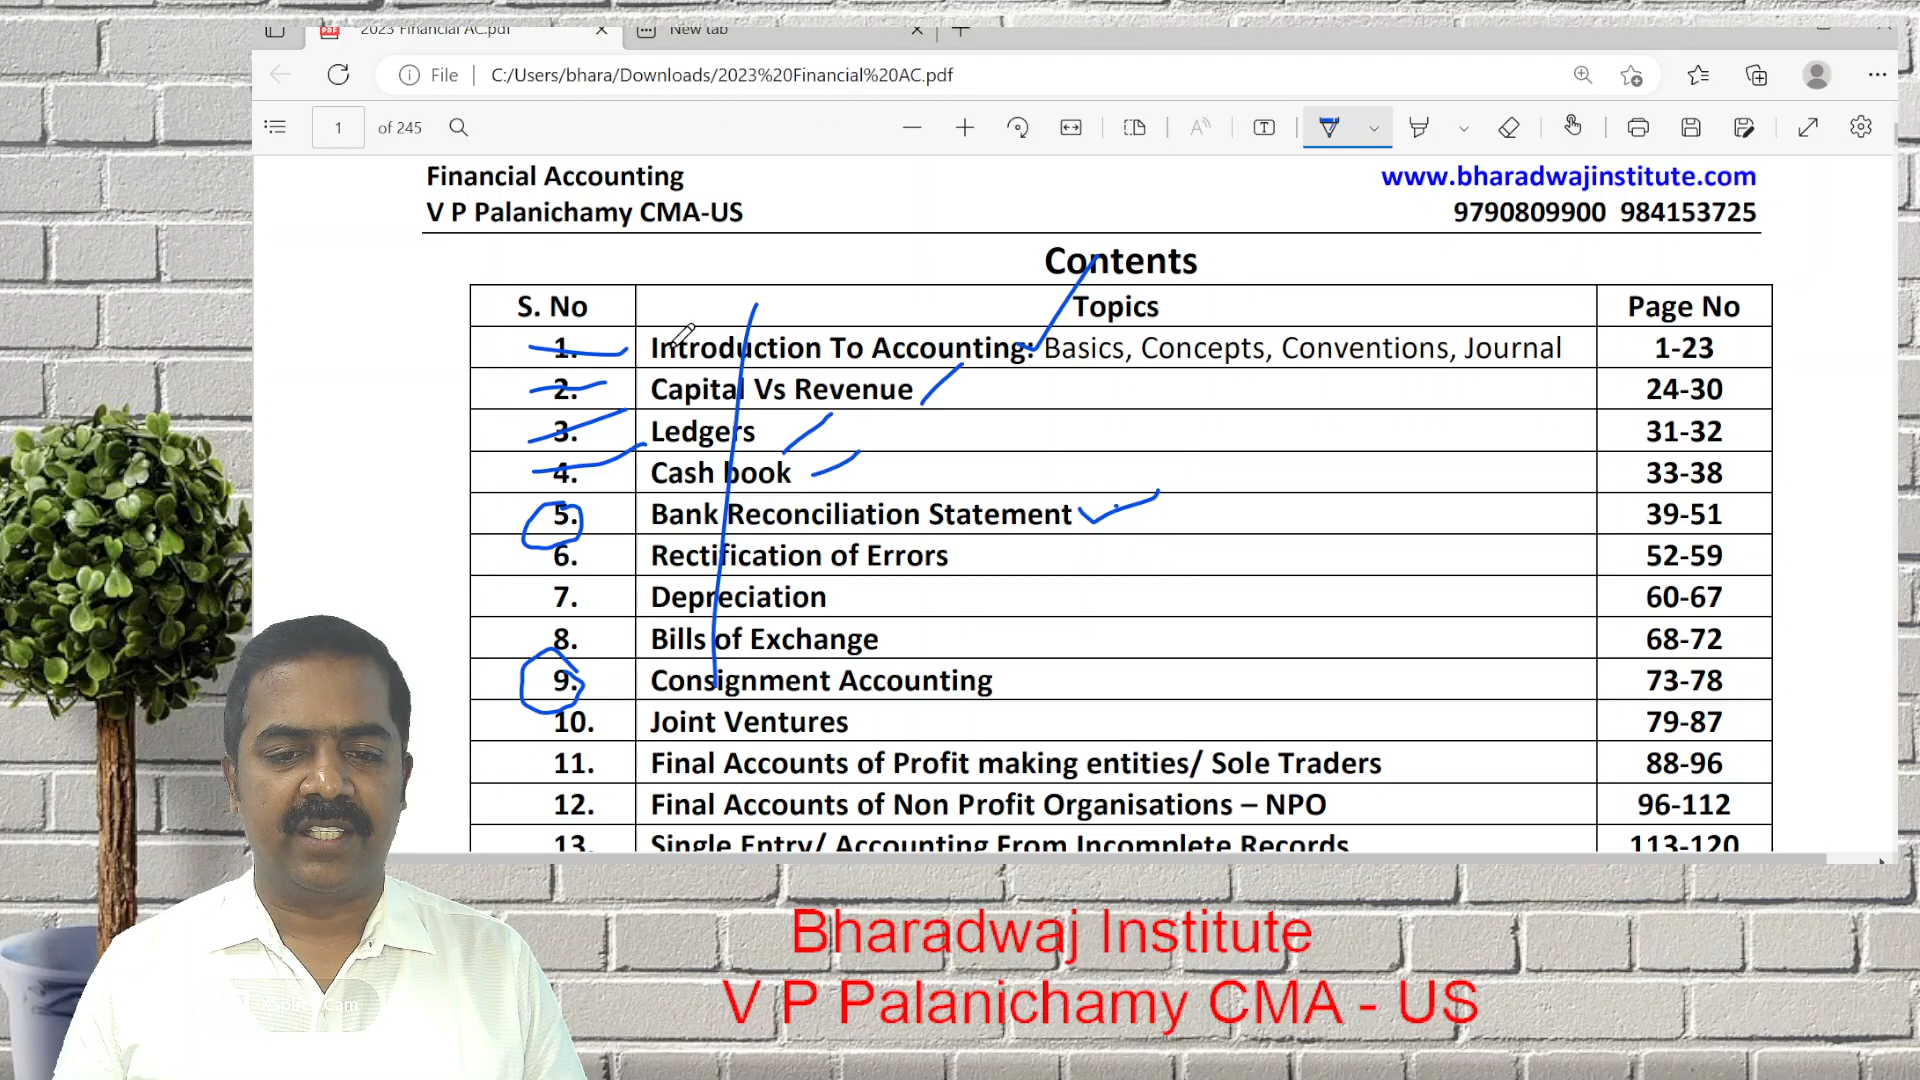 2023 Financial AC.pdf
New tab
File C:/Users/bhara/Downloads/2023%20Financial%20AC.pdf
1 of 245
Financial Accounting www.bharadwajinstitute.com
V P Palanichamy CMA-US 9790809900 984153725
Contents
S. No Topics Page No
1. Introduction To Accounting: Basics, Concepts, Conventions, Journal 1-23
2. Capital Vs Revenue 24-30
3. Ledgers 31-32
4. Cash book 33-38
5. Bank Reconciliation Statement 39-51
6. Rectification of Errors 52-59
7. Depreciation 60-67
8. Bills of Exchange 68-72
9. Consignment Accounting 73-78
10. Joint Ventures 79-87
11. Final Accounts of Profit making entities/ Sole Traders 88-96
12. Final Accounts of Non Profit Organisations – NPO 96-112
13. Single Entry/ Accounting From Incomplete Records 113-120
Bharadwaj Institute
V P Palanichamy CMA - US
XSplit Cam